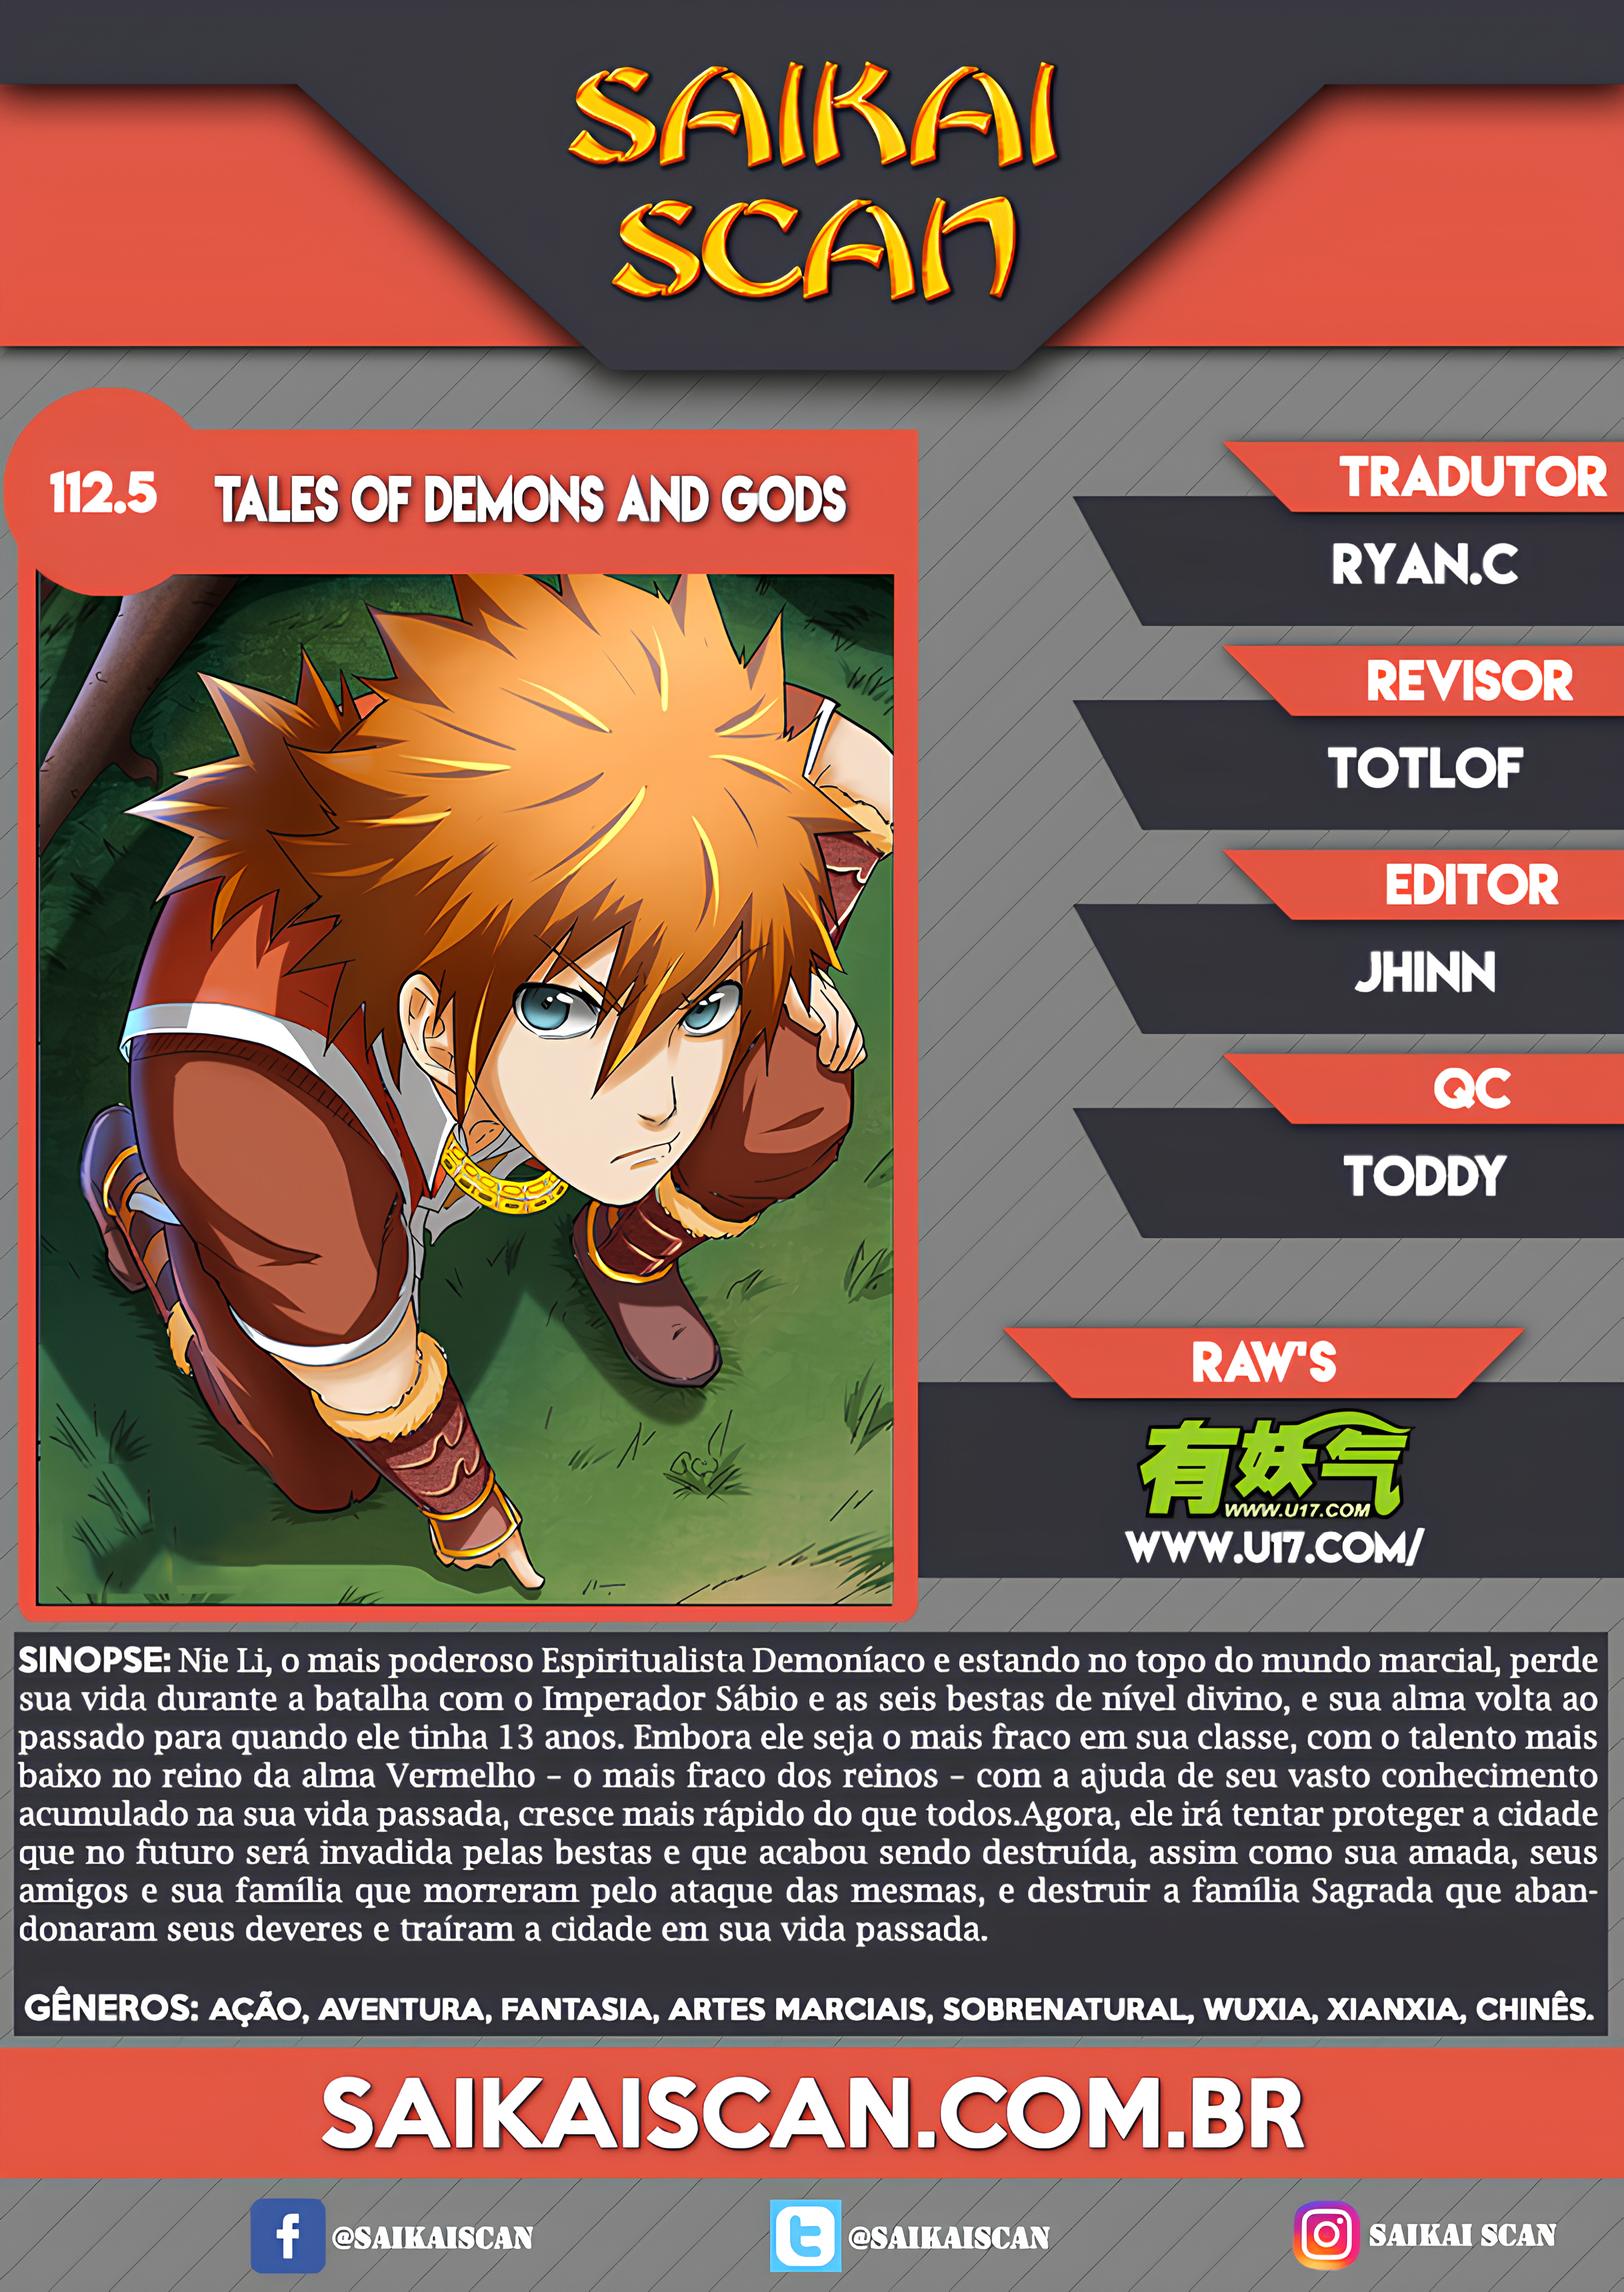 SAIKAI
SCAN
112.5
TALES OF DEMONS AND GODS
TRADUTOR
RYAN.C
REVISOR
TOTLOF
EDITOR
JHINN
QC
TODDY
RAW'S
有妖气
WWW.U17.COM
WWW.U17.COM/
SINOPSE: Nie Li, o mais poderoso Espiritualista Demoníaco e estando no topo do mundo marcial, perde
sua vida durante a batalha com o Imperador Sábio e as seis bestas de nível divino, e sua alma volta ao
passado para quando ele tinha 13 anos. Embora ele seja o mais fraco em sua classe, com o talento mais
baixo no reino da alma Vermelho – o mais fraco dos reinos – com a ajuda de seu vasto conhecimento
acumulado na sua vida passada, cresce mais rápido do que todos.Agora, ele irá tentar proteger a cidade
que no futuro será invadida pelas bestas e que acabou sendo destruída, assim como sua amada, seus
amigos e sua família que morreram pelo ataque das mesmas, e destruir a família Sagrada que aban-
donaram seus deveres e traíram a cidade em sua vida passada.
GÊNEROS: AÇÃO, AVENTURA, FANTASIA, ARTES MARCIAIS, SOBRENATURAL, WUXIA, XIANXIA, CHINÊS.
SAIKAISCAN.COM.BR
@SAIKAISCAN
@SAIKAISCAN
SAIKAI SCAN